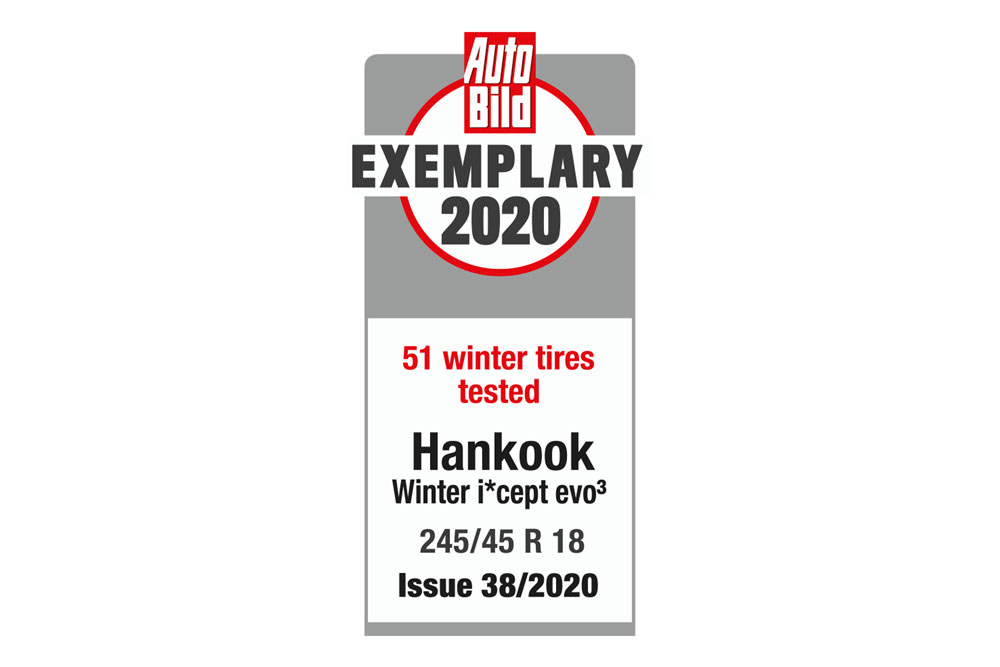 Auto
Bild
EXEMPLARY
2020
51 winter tires
tested
Hankook
Winter i*cept evo³
245/45 R 18
Issue 38/2020